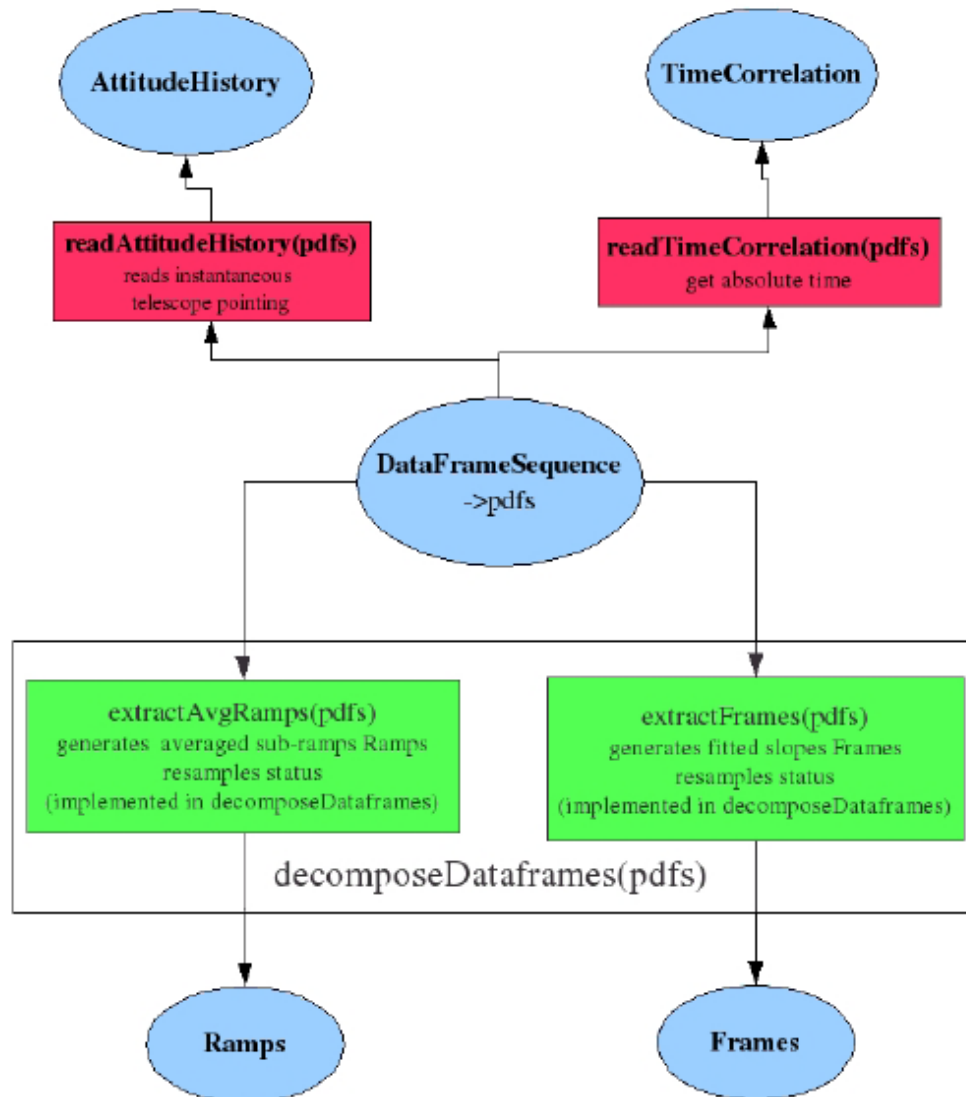 AttitudeHistory
TimeCorrelation
readAttitudeHistory(pdfs)
reads instantaneous
telescope pointing
readTimeCorrelation(pdfs)
get absolute time
DataFrameSequence
->pdfs
extractAvgRamps(pdfs)
generates averaged sub-ramps Ramps
resamples status
(implemented in decomposeDataframes)
extractFrames(pdfs)
generates fitted slopes Frames
resamples status
(implemented in decomposeDataframes)
decomposeDataframes(pdfs)
Ramps
Frames